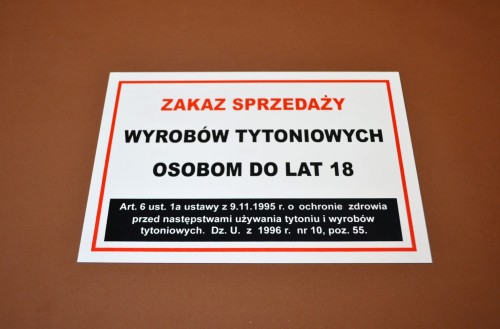 ZAKAZ SPRZEDAŻY
WYROBÓW TYTONIOWYCH
OSOBOM DO LAT 18
Art. 6 ust. 1a ustawy z 9.11.1995 r. o ochronie zdrowia
przed następstwami używania tytoniu i wyrobów
tytoniowych. Dz. U. z 1996 r. nr 10, poz. 55.